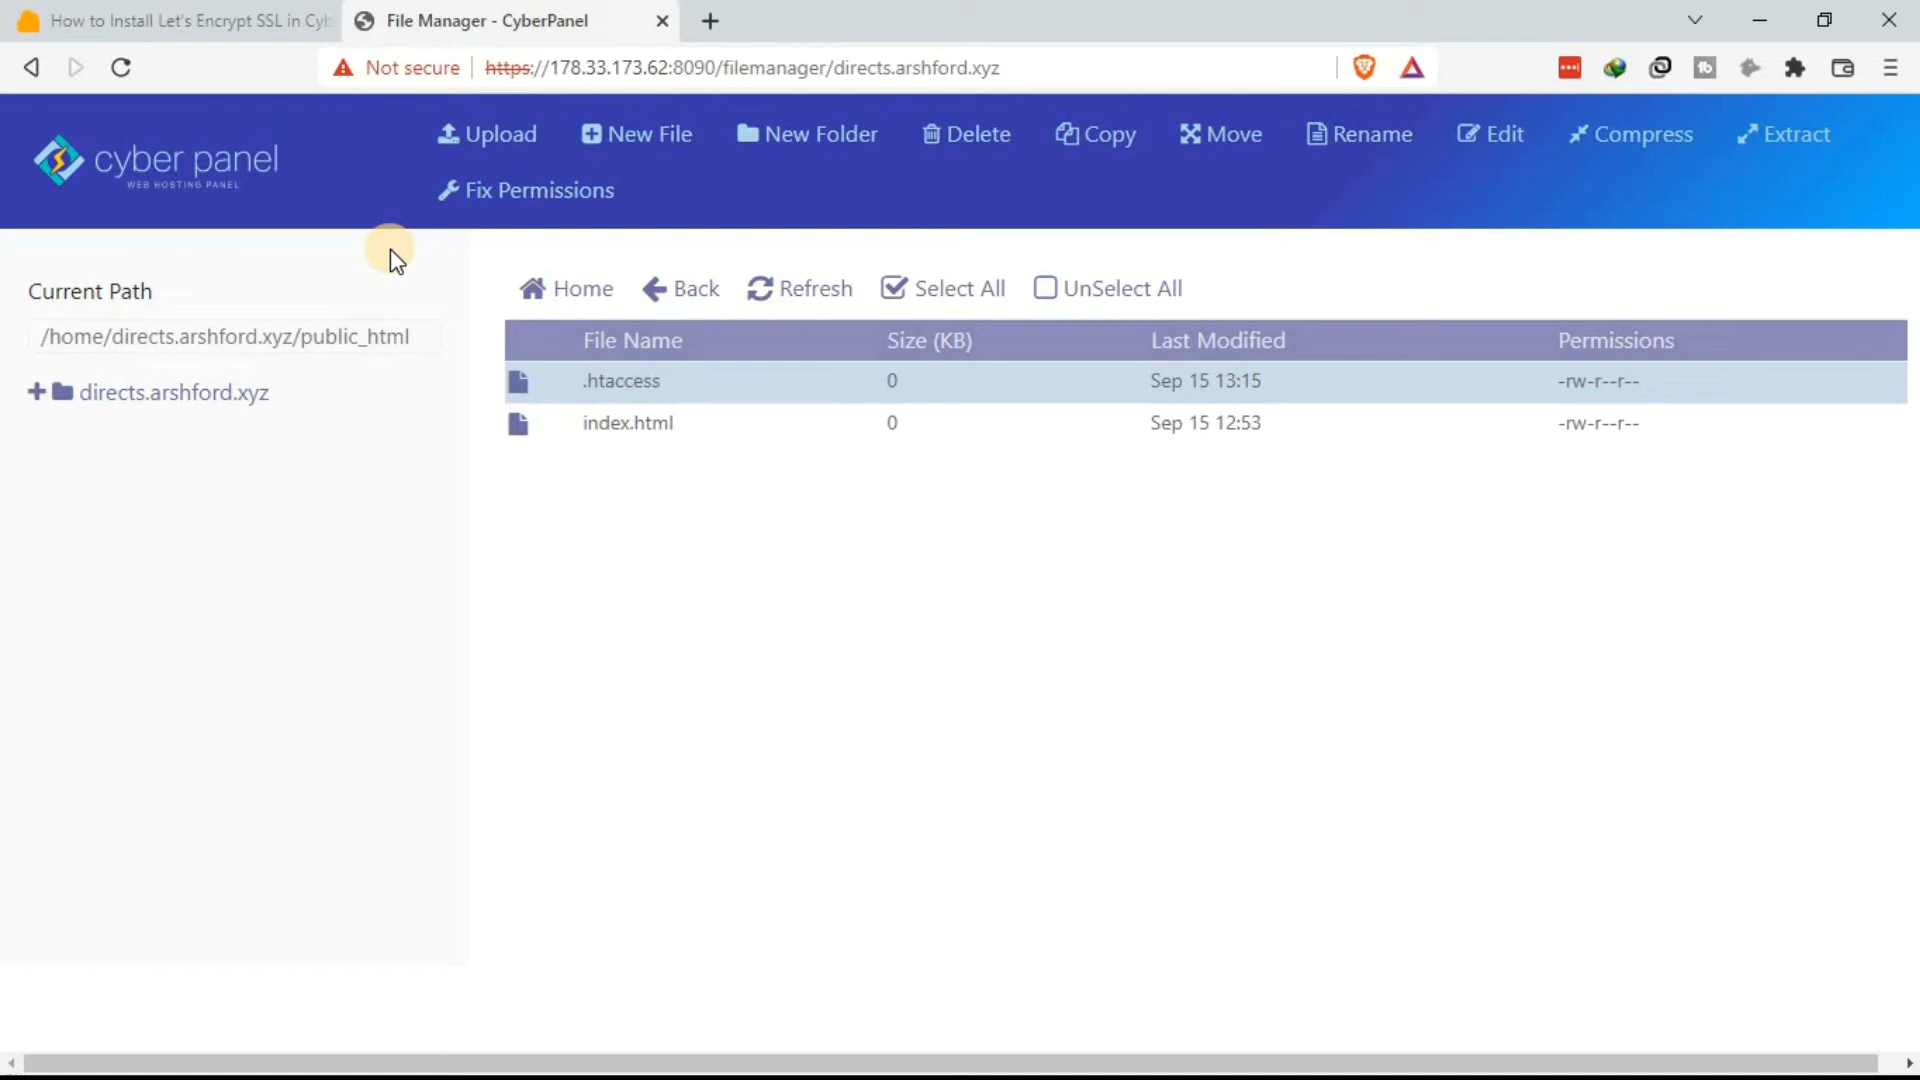 How to Install Let's Encrypt SSL in Cyb
File Manager - CyberPanel
Not secure https://178.33.173.62:8090/filemanager/directs.arshford.xyz
cyber panel
WEB HOSTING PANEL
Upload New File New Folder Delete Copy Move Rename Edit Compress Extract
Fix Permissions
Current Path
/home/directs.arshford.xyz/public_html
directs.arshford.xyz
Home Back Refresh Select All UnSelect All
File Name Size (KB) Last Modified Permissions
.htaccess 0 Sep 15 13:15 -rw-r--r--
index.html 0 Sep 15 12:53 -rw-r--r--